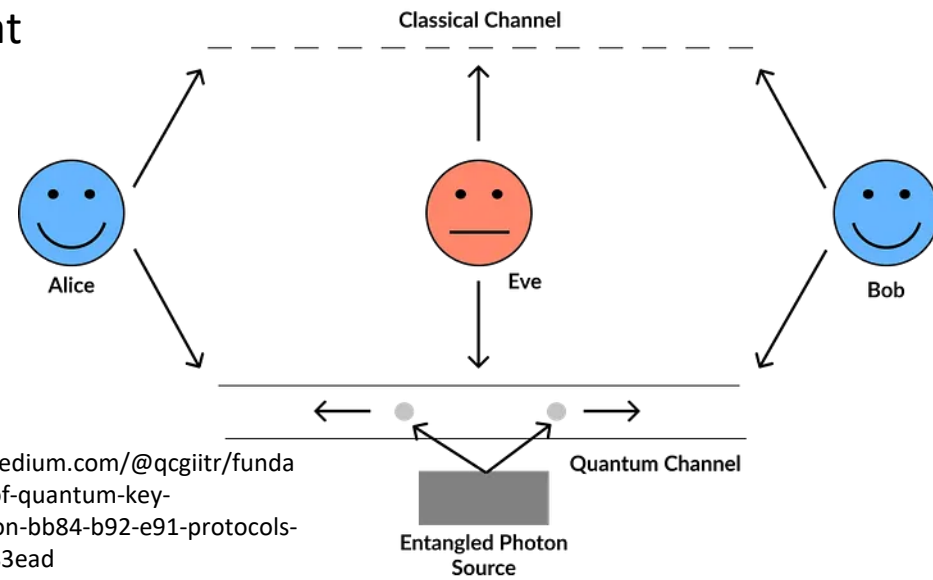 nt
Classical Channel
Alice
Eve
Bob
edium.com/@qcgiitr/funda
of-quantum-key-
on-bb84-b92-e91-protocols-
3ead
Quantum Channel
Entangled Photon
Source